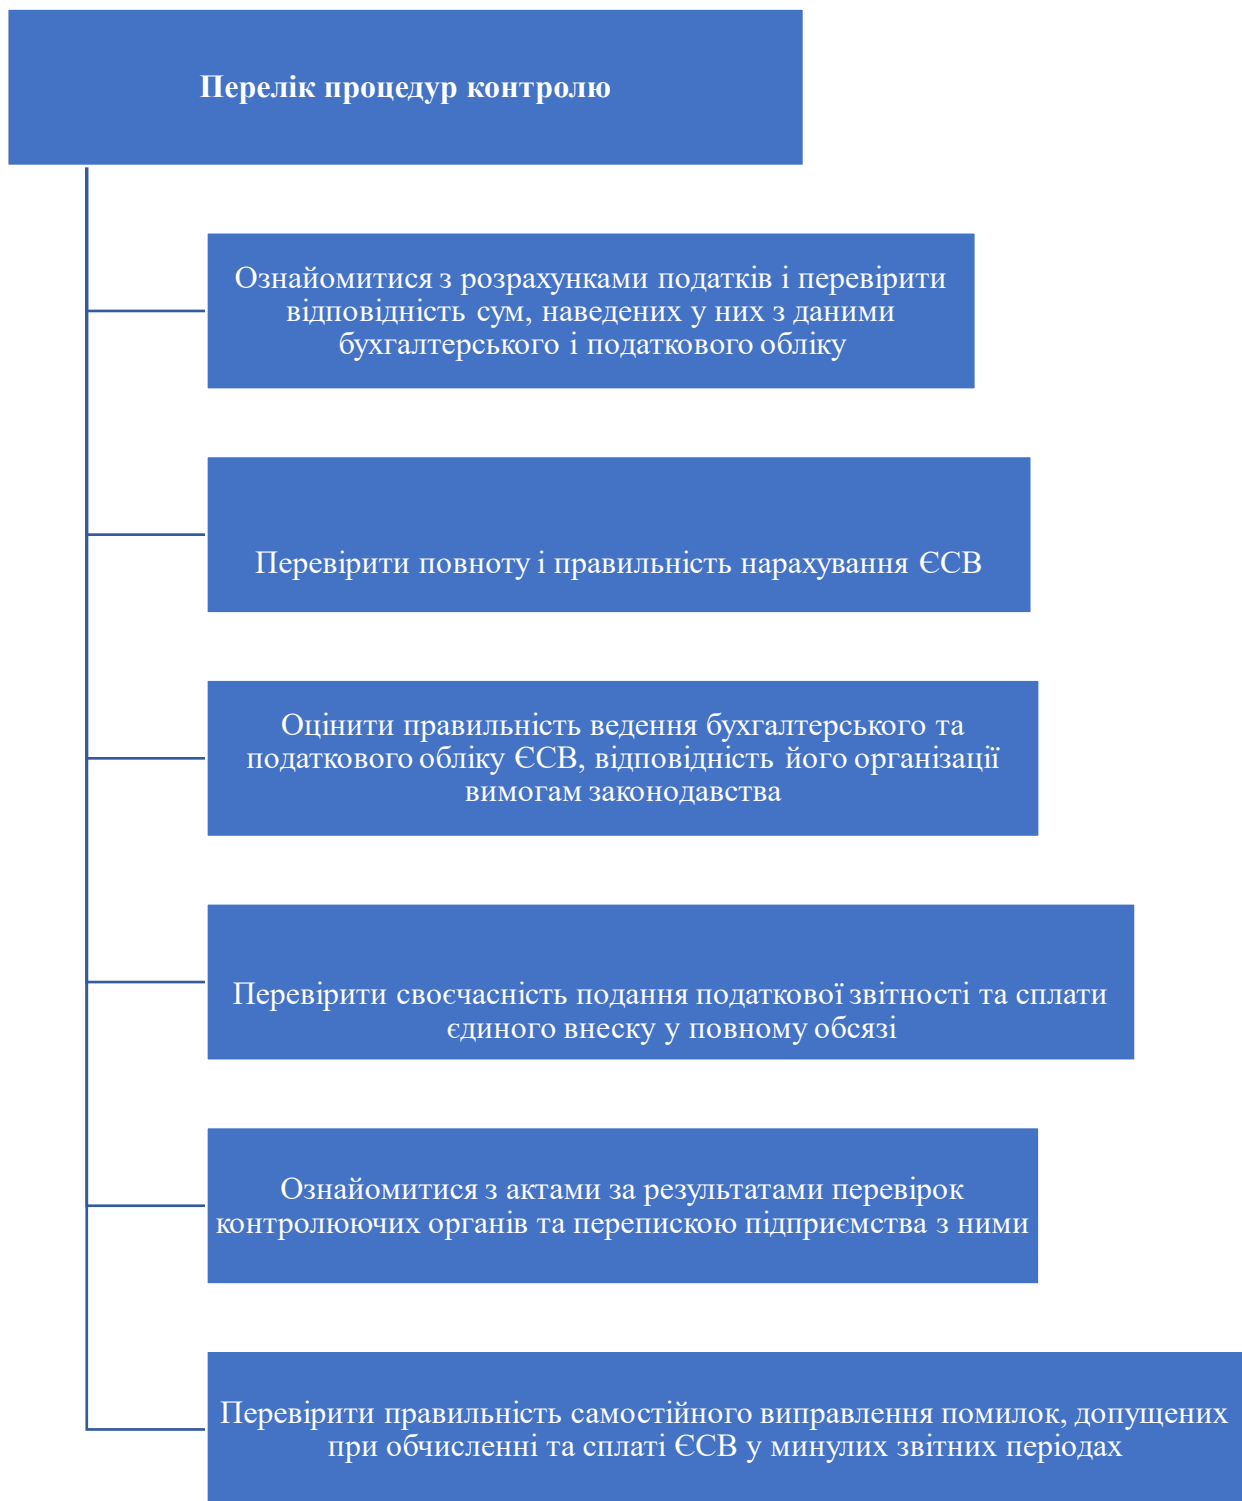 Перелік процедур контролю
Ознайомитися з розрахунками податків і перевірити
відповідність сум, наведених у них з даними
бухгалтерського і податкового обліку
Перевірити повноту і правильність нарахування ЄСВ
Оцінити правильність ведення бухгалтерського та
податкового обліку ЄСВ, відповідність його організації
вимогам законодавства
Перевірити своєчасність подання податкової звітності та сплати
єдиного внеску у повному обсязі
Ознайомитися з актами за результатами перевірок
контролюючих органів та перепискою підприємства з ними
Перевірити правильність самостійного виправлення помилок, допущених
при обчисленні та сплаті ЄСВ у минулих звітних періодах